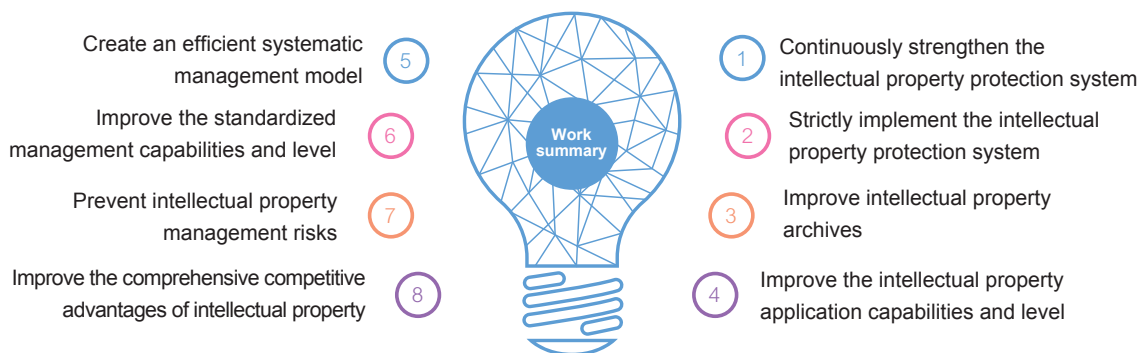 Work
summary
1
Continuously strengthen the
intellectual property protection system
2
Strictly implement the intellectual
property protection system
3
Improve intellectual property
archives
4
Improve the intellectual property
application capabilities and level
5
Create an efficient systematic
management model
6
Improve the standardized
management capabilities and level
7
Prevent intellectual property
management risks
8
Improve the comprehensive competitive
advantages of intellectual property